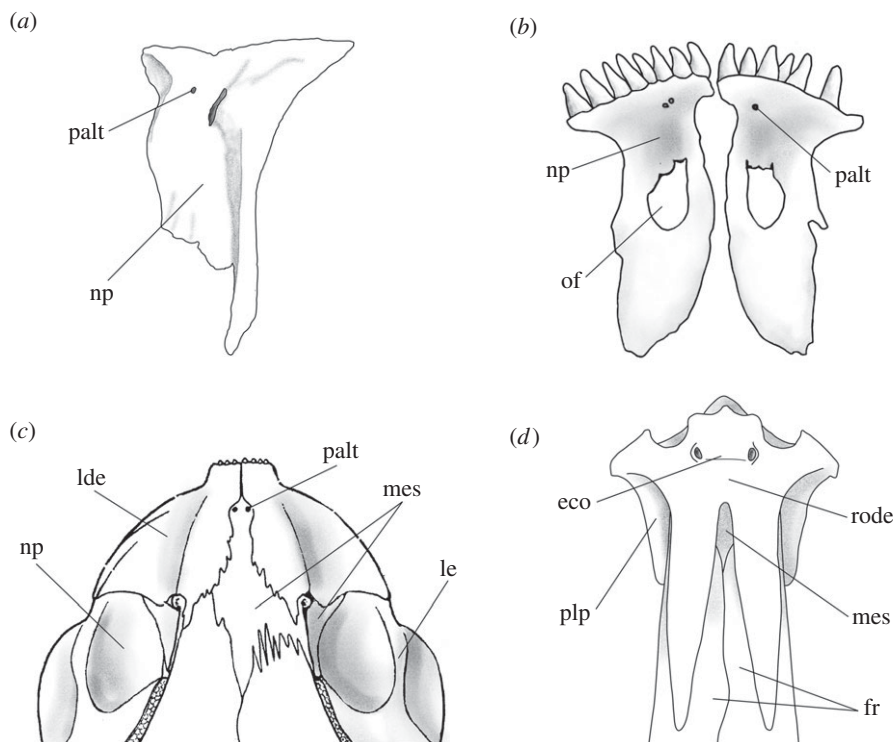 (a)
palt
np
(b)
np
palt
of
(c)
palt
lde
mes
np
le
(d)
eco
rode
mes
plp
fr